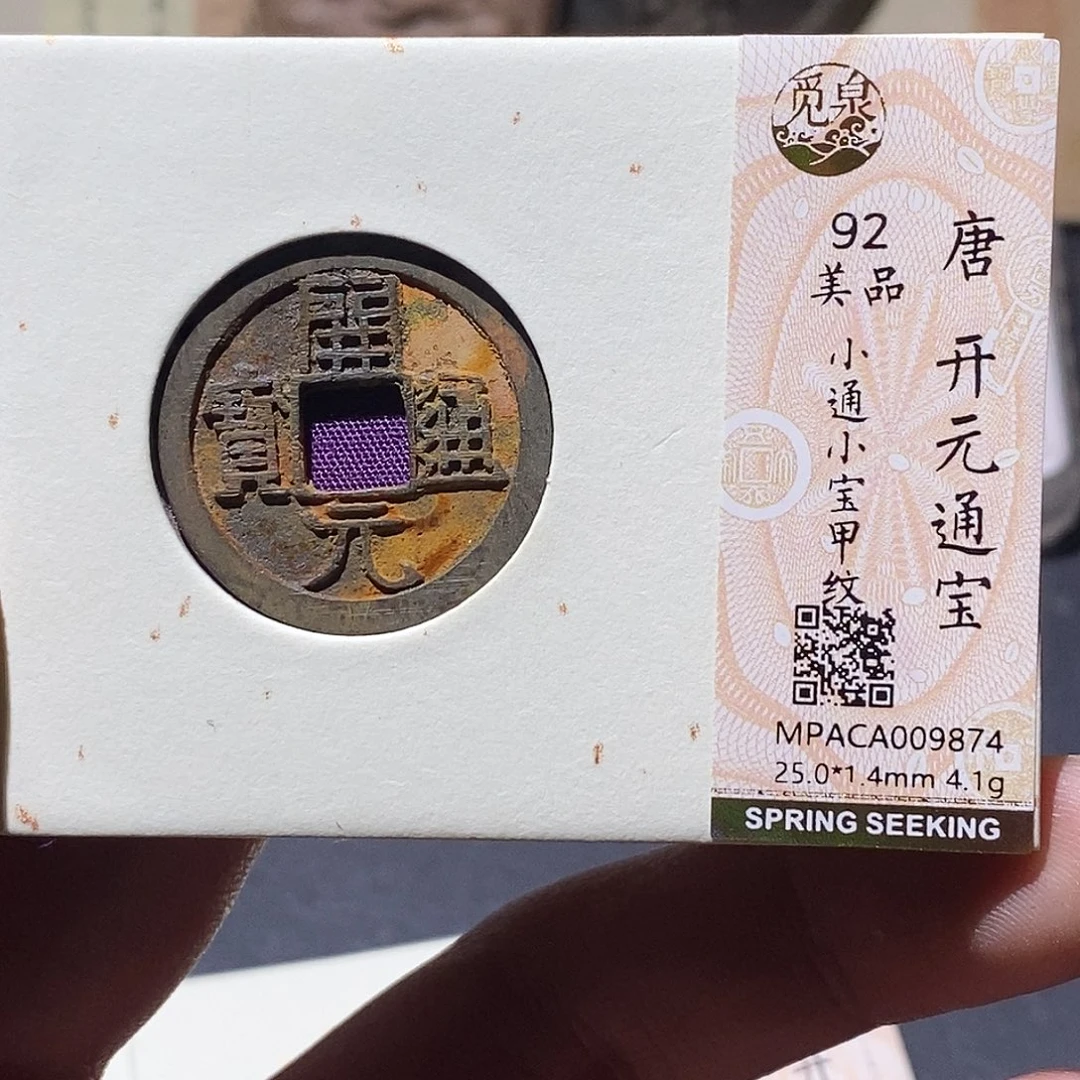 開元通寳
觅泉
唐 开元通宝
92
美品
小通小宝甲纹
MPACA009874
25.0*1.4mm 4.1g
SPRING SEEKING